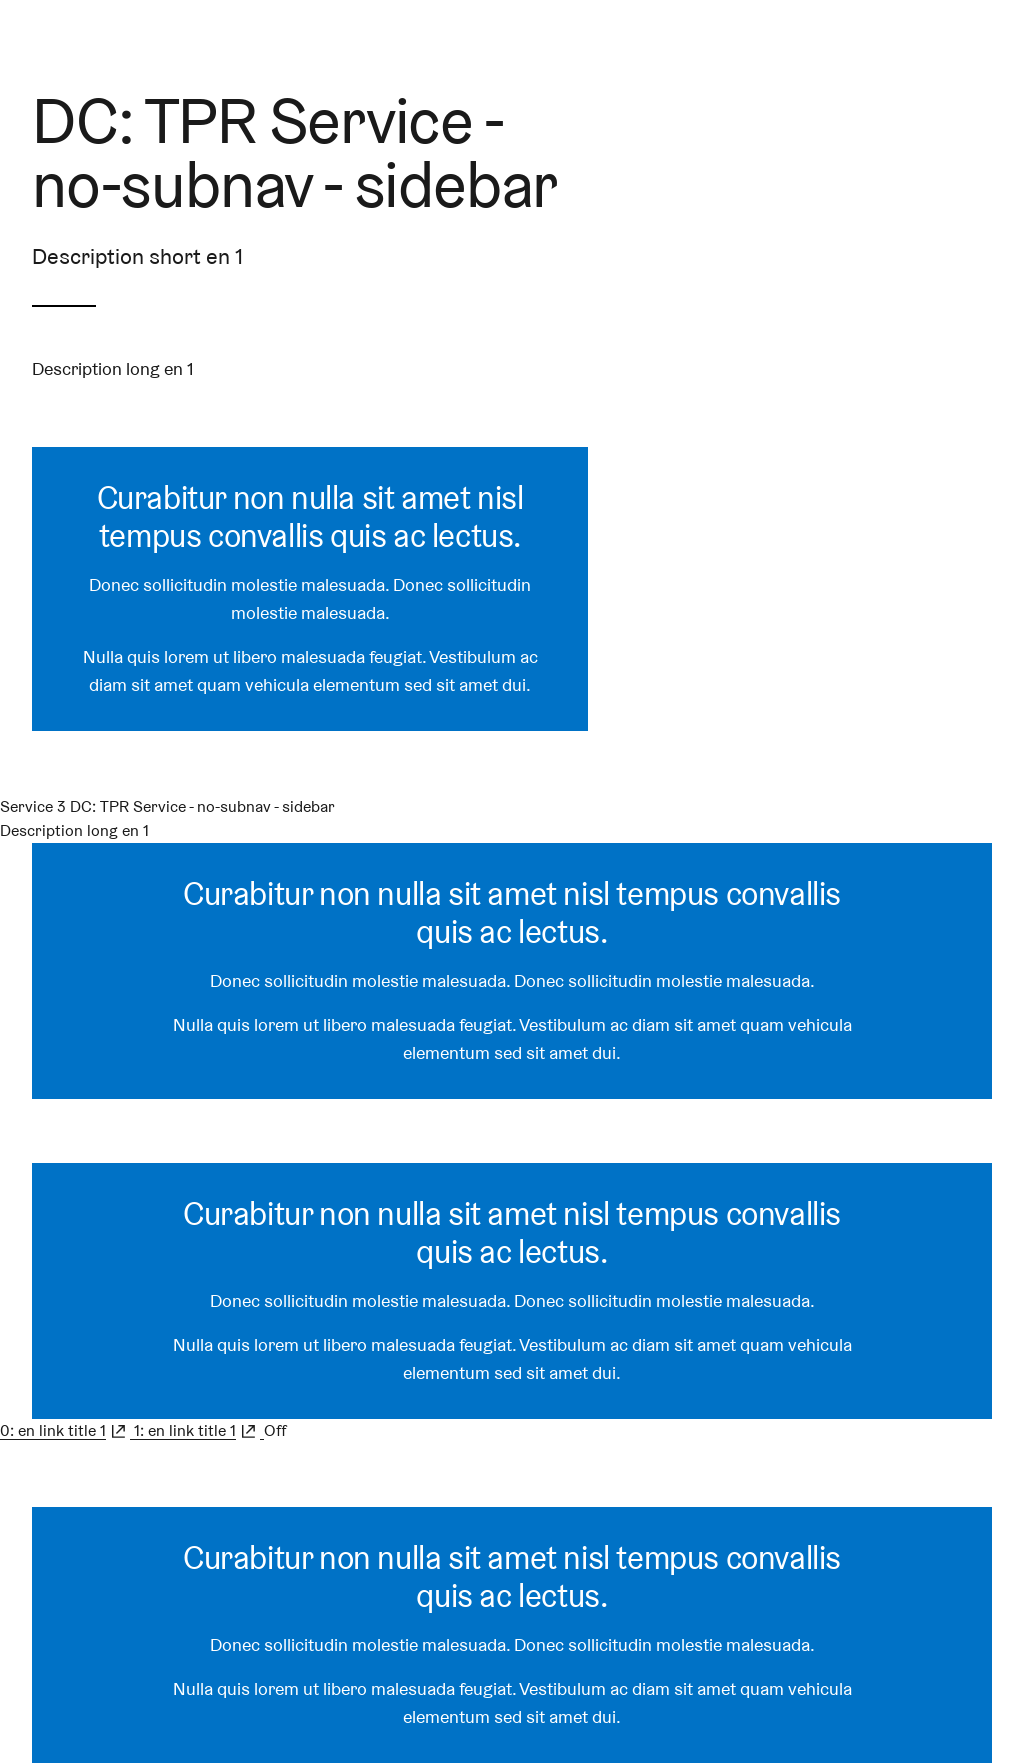 DC: TPR Service -
no-subnav - sidebar
Description short en 1
Description long en 1
Curabitur non nulla sit amet nisl
tempus convallis quis ac lectus.
Donec sollicitudin molestie malesuada. Donec sollicitudin
molestie malesuada.
Nulla quis lorem ut libero malesuada feugiat. Vestibulum ac
diam sit amet quam vehicula elementum sed sit amet dui.
Service 3 DC: TPR Service - no-subnav - sidebar
Description long en 1
Curabitur non nulla sit amet nisl tempus convallis
quis ac lectus.
Donec sollicitudin molestie malesuada. Donec sollicitudin molestie malesuada.
Nulla quis lorem ut libero malesuada feugiat. Vestibulum ac diam sit amet quam vehicula
elementum sed sit amet dui.
Curabitur non nulla sit amet nisl tempus convallis
quis ac lectus.
Donec sollicitudin molestie malesuada. Donec sollicitudin molestie malesuada.
Nulla quis lorem ut libero malesuada feugiat. Vestibulum ac diam sit amet quam vehicula
elementum sed sit amet dui.
0: en link title 1 1: en link title 1 Off
Curabitur non nulla sit amet nisl tempus convallis
quis ac lectus.
Donec sollicitudin molestie malesuada. Donec sollicitudin molestie malesuada.
Nulla quis lorem ut libero malesuada feugiat. Vestibulum ac diam sit amet quam vehicula
elementum sed sit amet dui.